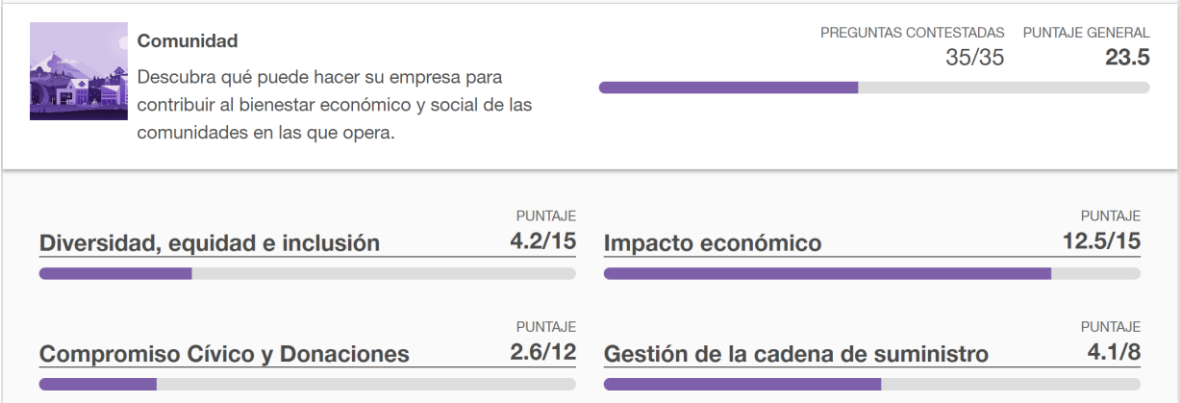 Comunidad
Descubra qué puede hacer su empresa para
contribuir al bienestar económico y social de las
comunidades en las que opera.
PREGUNTAS CONTESTADAS
35/35
PUNTAJE GENERAL
23.5
Diversidad, equidad e inclusión
PUNTAJE
4.2/15
Impacto económico
PUNTAJE
12.5/15
Compromiso Cívico y Donaciones
PUNTAJE
2.6/12
Gestión de la cadena de suministro
PUNTAJE
4.1/8